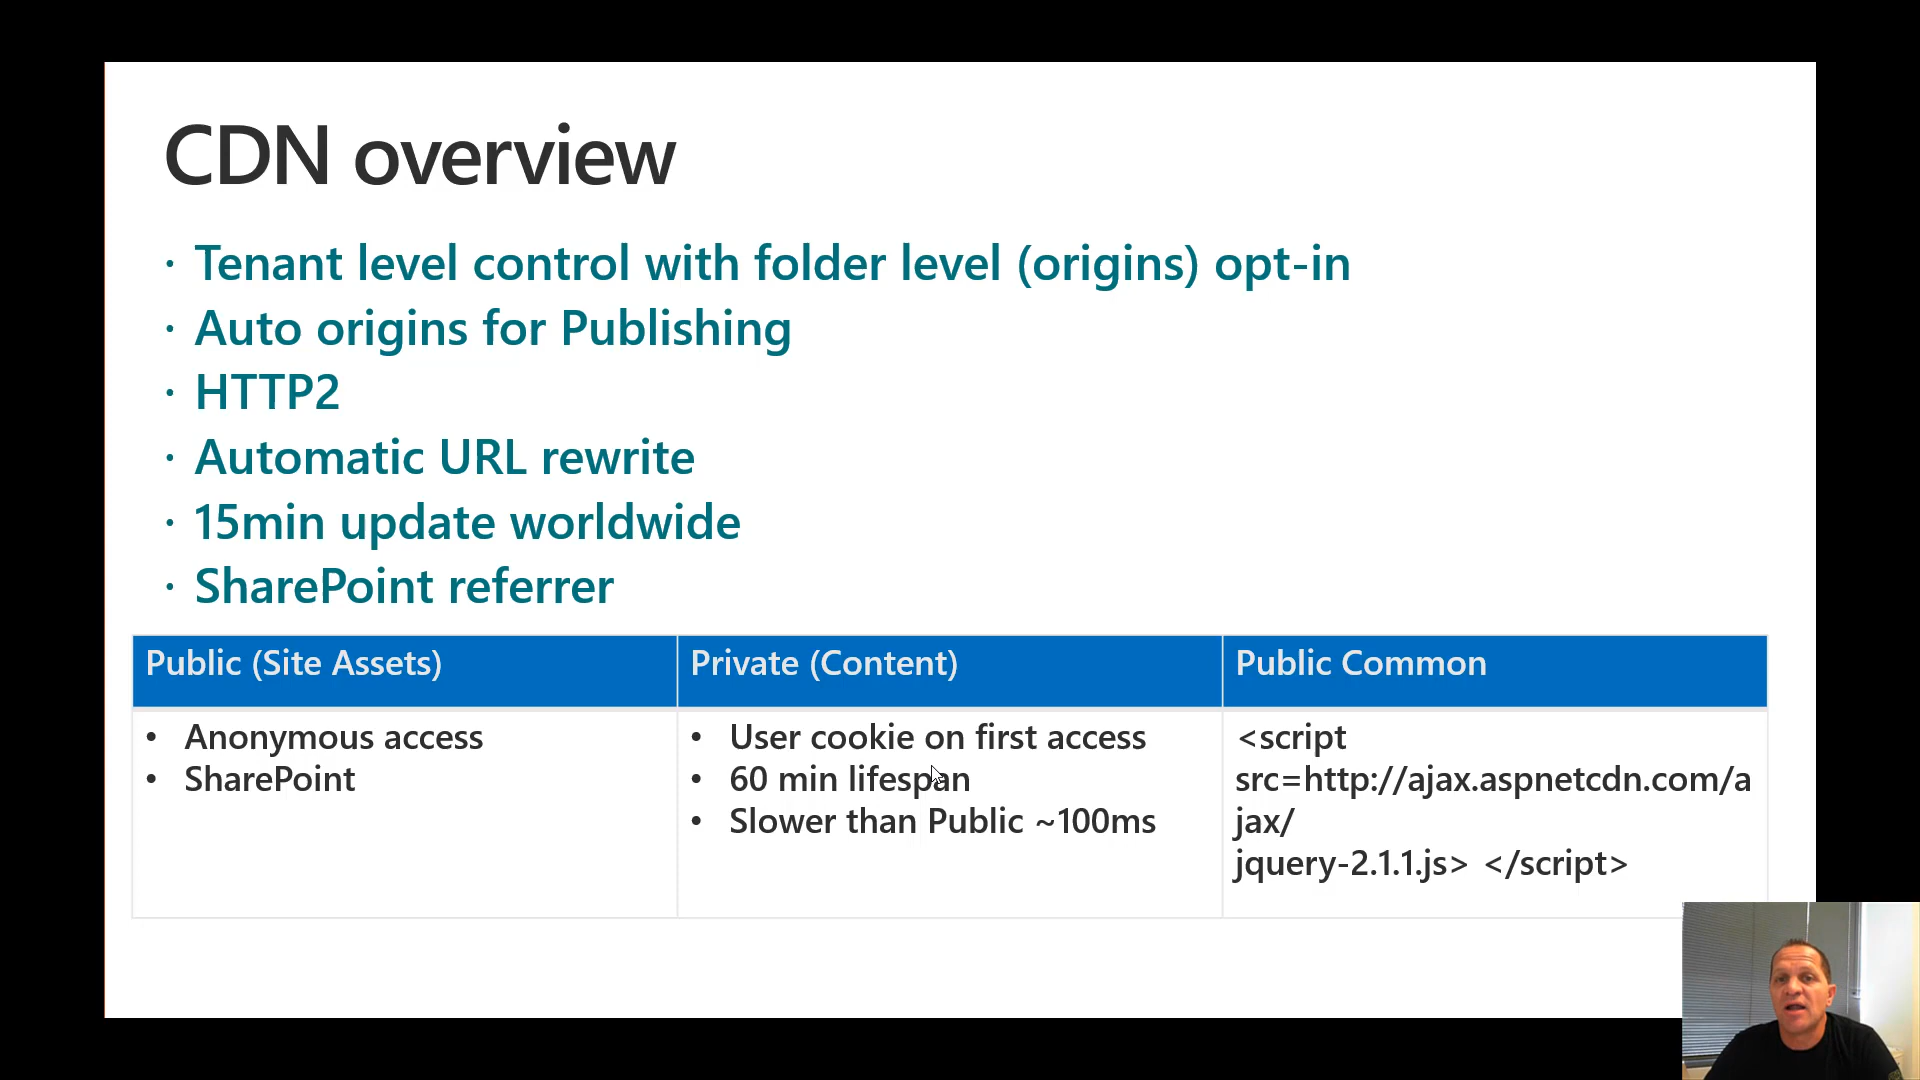 CDN overview
· Tenant level control with folder level (origins) opt-in
· Auto origins for Publishing
· HTTP2
· Automatic URL rewrite
· 15min update worldwide
· SharePoint referrer
Public (Site Assets)
Private (Content)
Public Common
• Anonymous access
• SharePoint
• User cookie on first access
• 60 min lifespan
• Slower than Public ~100ms
<script
src=http://ajax.aspnetcdn.com/a
jax/
jquery-2.1.1.js> </script>